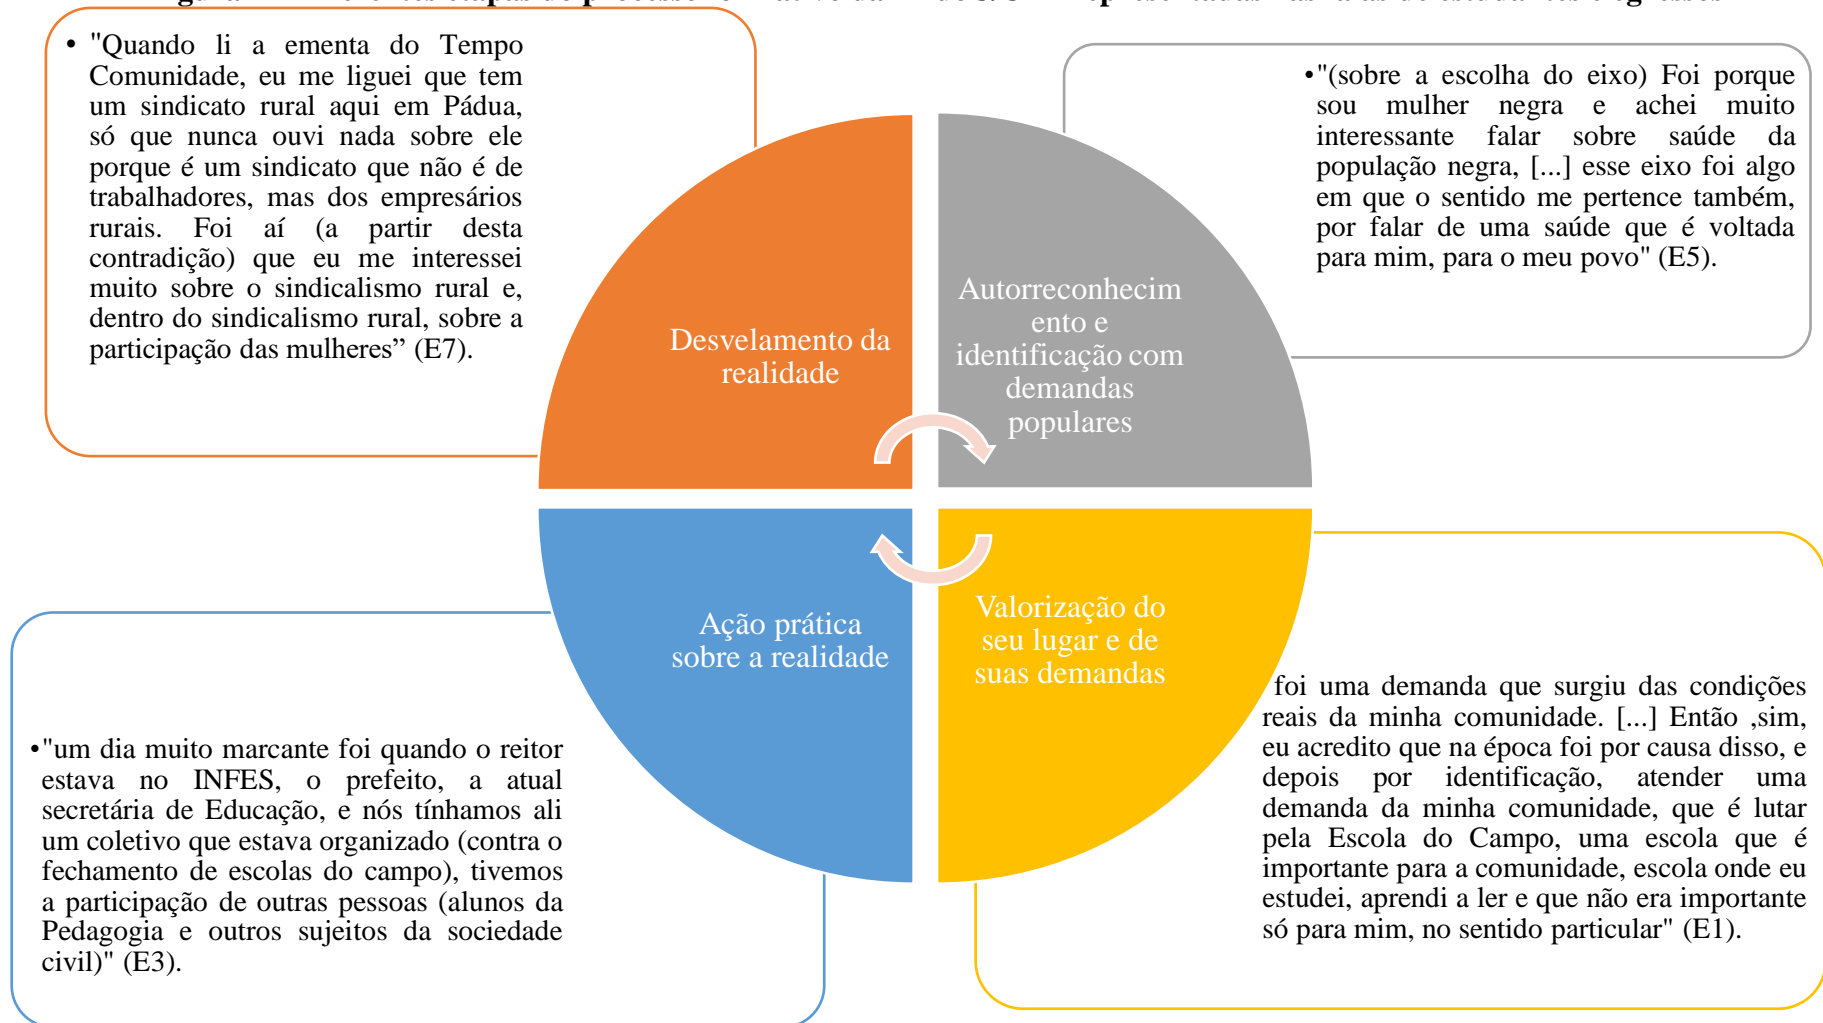 • "Quando li a ementa do Tempo
Comunidade, eu me liguei que tem
um sindicato rural aqui em Pádua,
só que nunca ouvi nada sobre ele
porque é um sindicato que não é de
trabalhadores, mas dos empresários
rurais. Foi aí (a partir desta
contradição) que eu me interessei
muito sobre o sindicalismo rural e,
dentro do sindicalismo rural, sobre a
participação das mulheres” (E7).
•"(sobre a escolha do eixo) Foi porque
sou mulher negra e achei muito
interessante falar sobre saúde da
população negra, [...] esse eixo foi algo
em que o sentido me pertence também,
por falar de uma saúde que é voltada
para mim, para o meu povo" (E5).
Desvelamento da
realidade
Autorreconhecim
ento e
identificação com
demandas
populares
Ação prática
sobre a realidade
Valorização do
seu lugar e de
suas demandas
•"um dia muito marcante foi quando o reitor
estava no INFES, o prefeito, a atual
secretária de Educação, e nós tínhamos ali
um coletivo que estava organizado (contra o
fechamento de escolas do campo), tivemos
a participação de outras pessoas (alunos da
Pedagogia e outros sujeitos da sociedade
civil)" (E3).
foi uma demanda que surgiu das condições
reais da minha comunidade. [...] Então ,sim,
eu acredito que na época foi por causa disso, e
depois por identificação, atender uma
demanda da minha comunidade, que é lutar
pela Escola do Campo, uma escola que é
importante para a comunidade, escola onde eu
estudei, aprendi a ler e que não era importante
só para mim, no sentido particular" (E1).